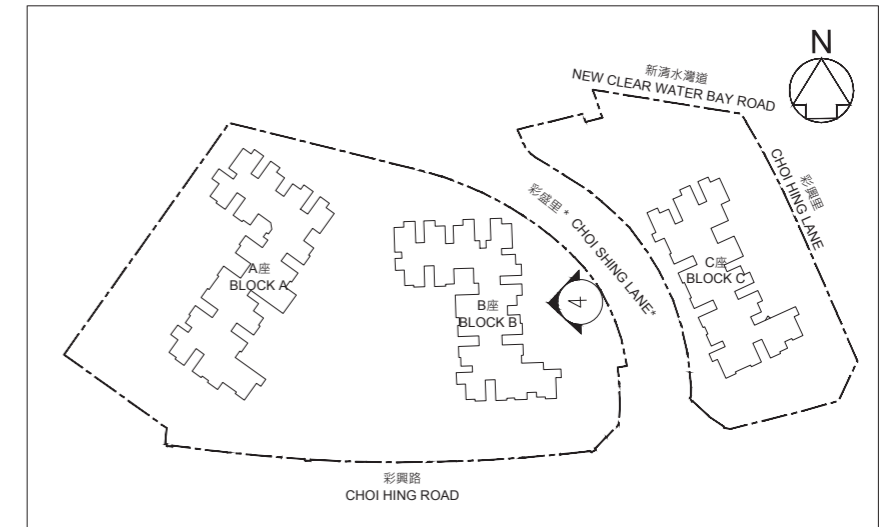 N
新清水灣道
NEW CLEAR WATER BAY ROAD
彩興里
CHOI HING LANE
彩盛里 * CHOI SHING LANE*
A座
BLOCK A
B座
BLOCK B
4
C座
BLOCK C
彩興路
CHOI HING ROAD